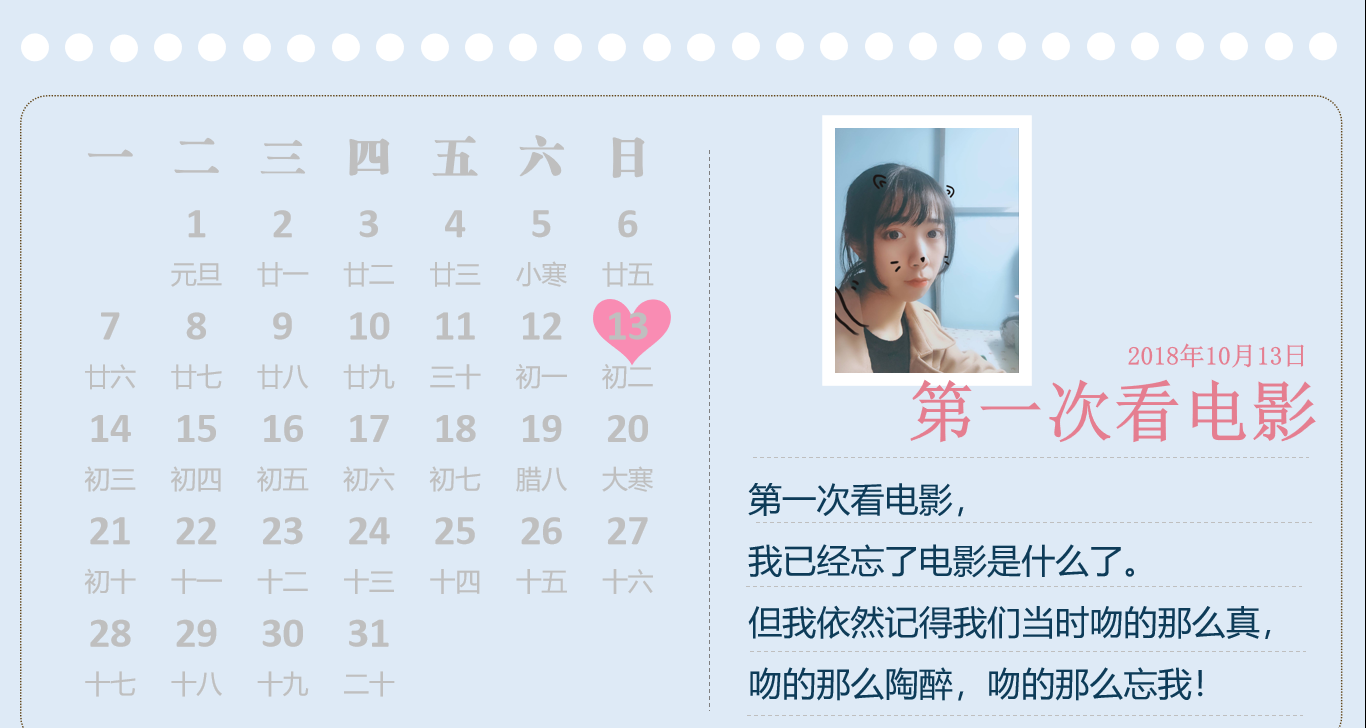 一 二 三 四 五 六 日
1 2 3 4 5 6
元旦 廿一 廿二 廿三 小寒 廿五
7 8 9 10 11 12 13
廿六 廿七 廿八 廿九 三十 初一 初二
14 15 16 17 18 19 20
初三 初四 初五 初六 初七 腊八 大寒
21 22 23 24 25 26 27
初十 十一 十二 十三 十四 十五 十六
28 29 30 31
十七 十八 十九 二十
2018年10月13日
第一次看电影
第一次看电影，
我已经忘了电影是什么了。
但我依然记得我们当时吻的那么真，
吻的那么陶醉，吻的那么忘我！